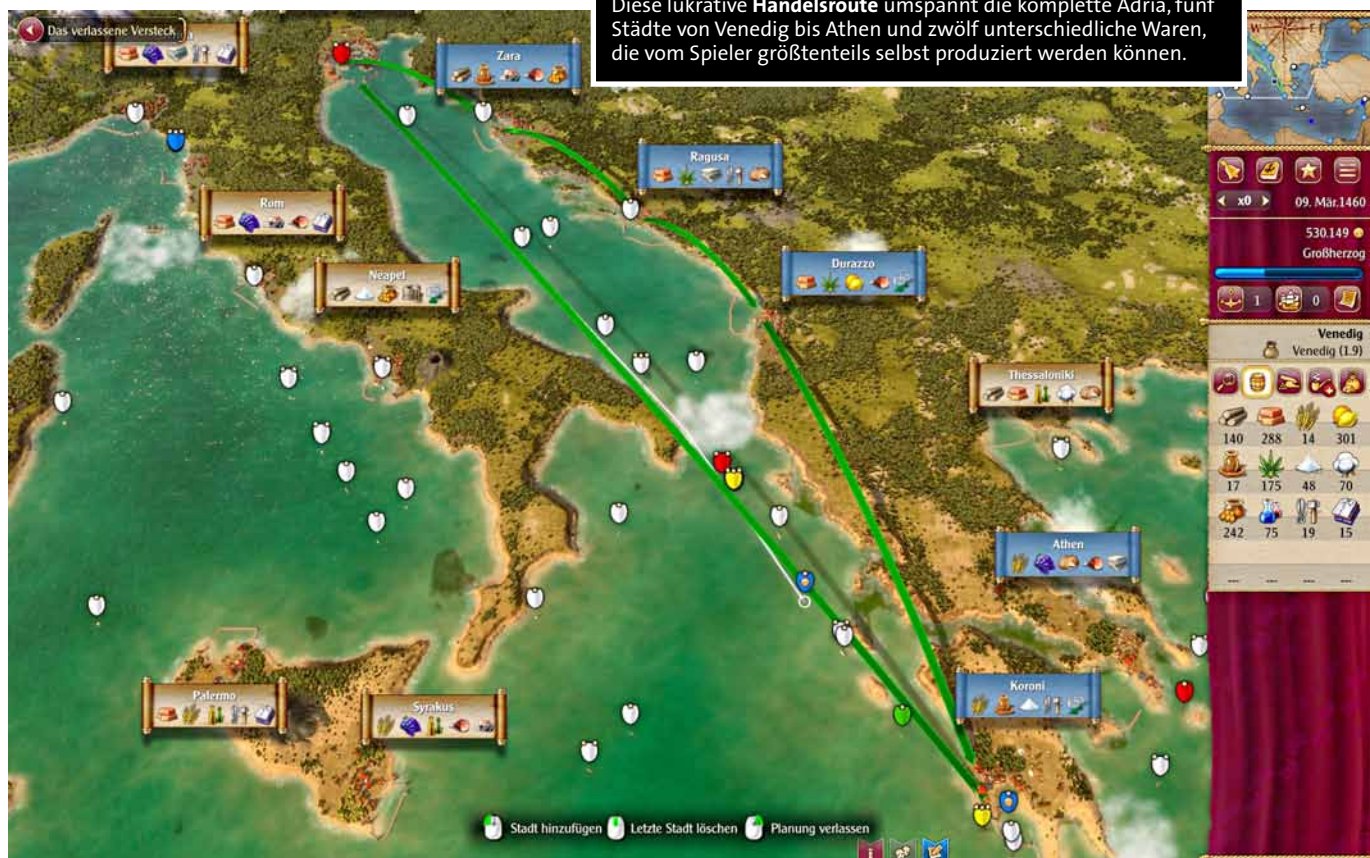 Diese lukrative Handelsroute umspannt die komplette Adria, fünf
Städte von Venedig bis Athen und zwölf unterschiedliche Waren,
die vom Spieler größtenteils selbst produziert werden können.
Das verlassene Versteck
Zara
Ragusa
Rom
Neapel
Durazzo
Thessaloniki
Athen
Koroni
Palermo
Syrakus
W
S
x0
09. Mär.1460
530.149
Großherzog
1
0
Venedig
Venedig (1.9)
140 288 14 301
17 175 48 70
242 75 19 15
--- --- --- ---
Stadt hinzufügen
Letzte Stadt löschen
Planung verlassen